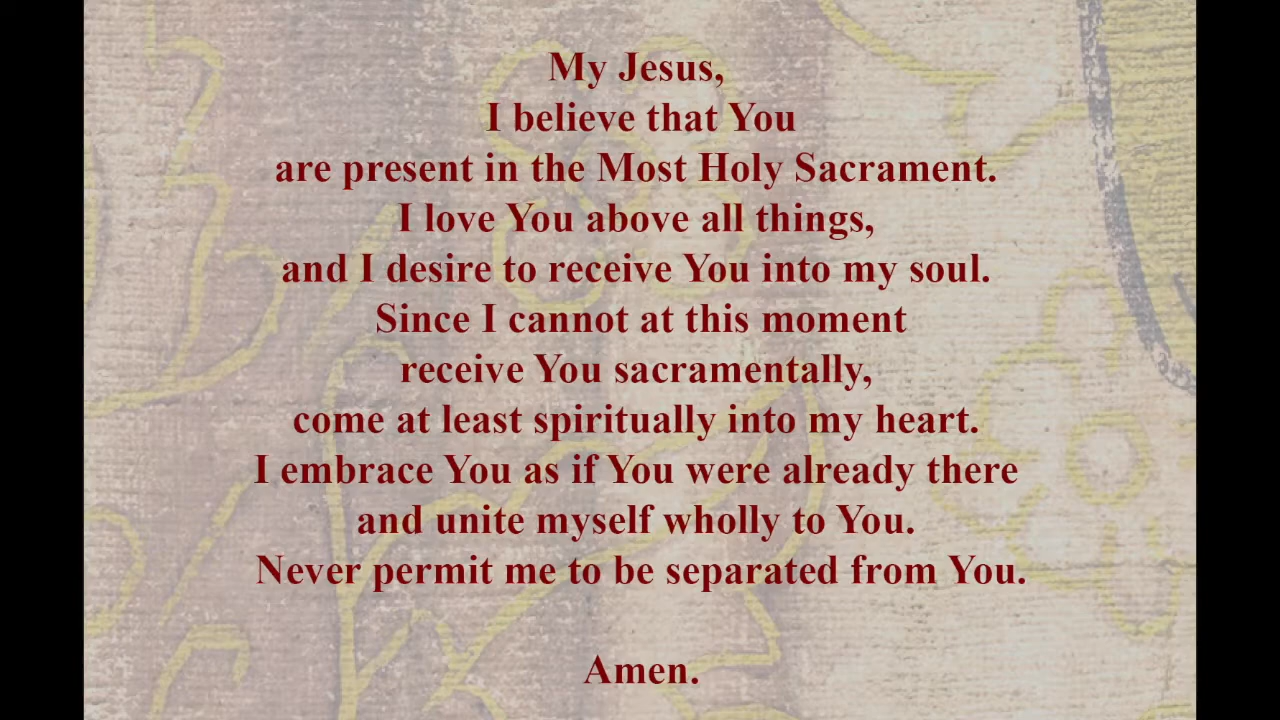 My Jesus,
I believe that You
are present in the Most Holy Sacrament.
I love You above all things,
and I desire to receive You into my soul.
Since I cannot at this moment
receive You sacramentally,
come at least spiritually into my heart.
I embrace You as if You were already there
and unite myself wholly to You.
Never permit me to be separated from You.
Amen.